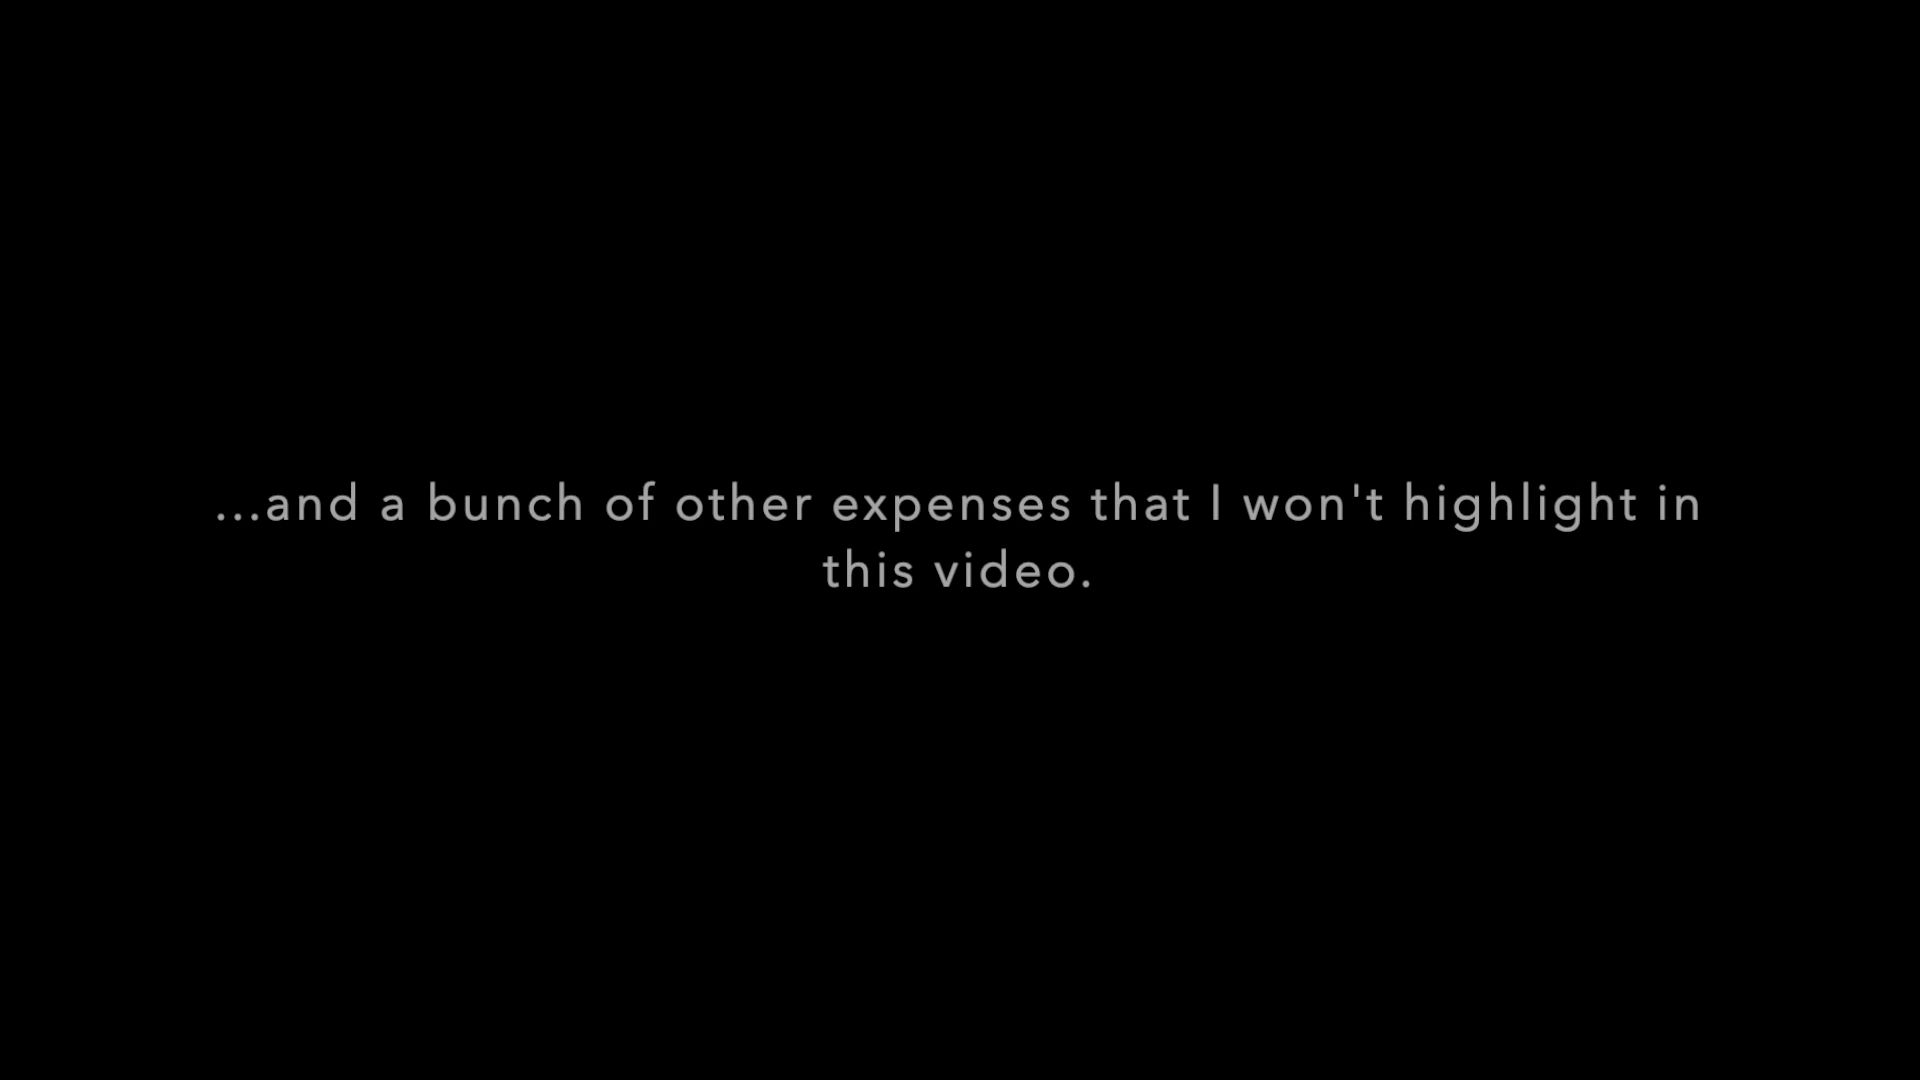 ...and a bunch of other expenses that I won't highlight in
this video.